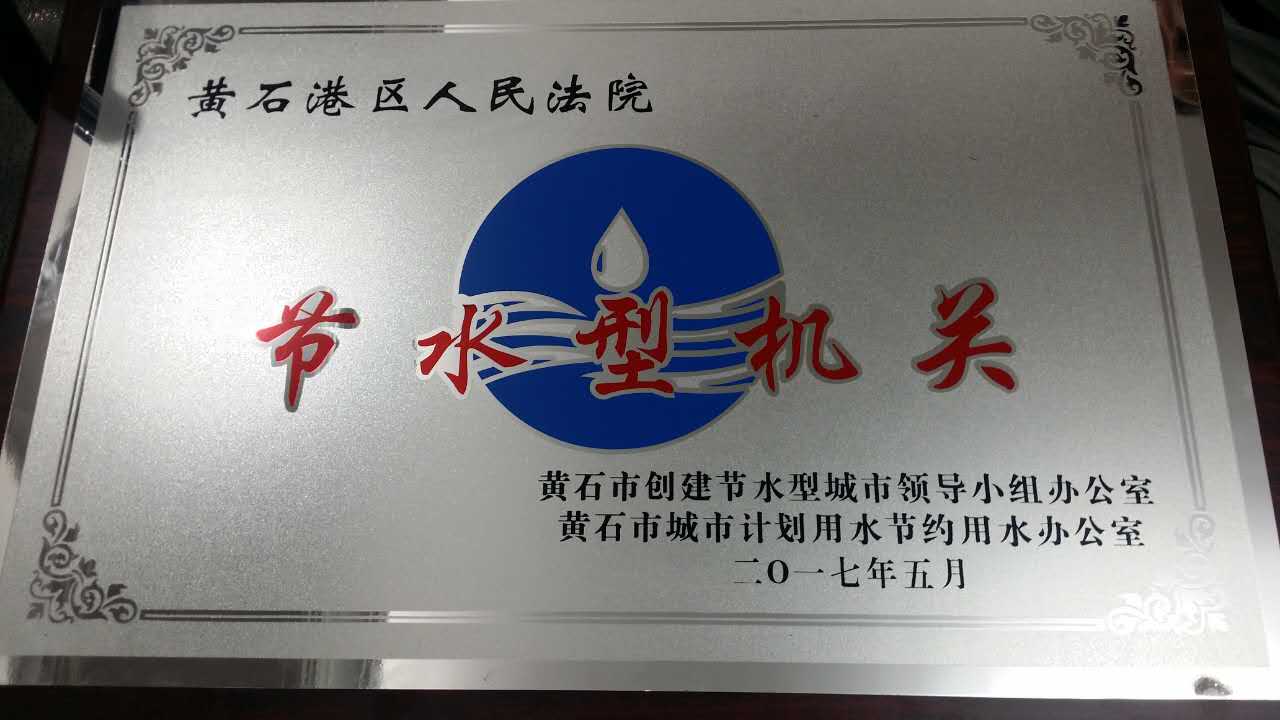 黄石港区人民法院
节水型机关
黄石市创建节水型城市领导小组办公室
黄石市城市计划用水节约用水办公室
二O一七年五月